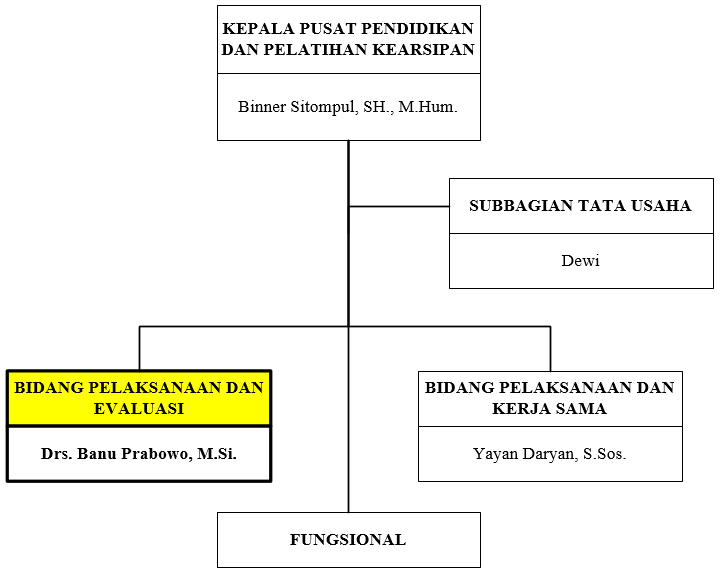 KEPALA PUSAT PENDIDIKAN
DAN PELATIHAN KEARSIPAN
Binner Sitompul, SH., M.Hum.
SUBBAGIAN TATA USAHA
Dewi
BIDANG PELAKSANAAN DAN
EVALUASI
Drs. Banu Prabowo, M.Si.
BIDANG PELAKSANAAN DAN
KERJA SAMA
Yayan Daryan, S.Sos.
FUNGSIONAL